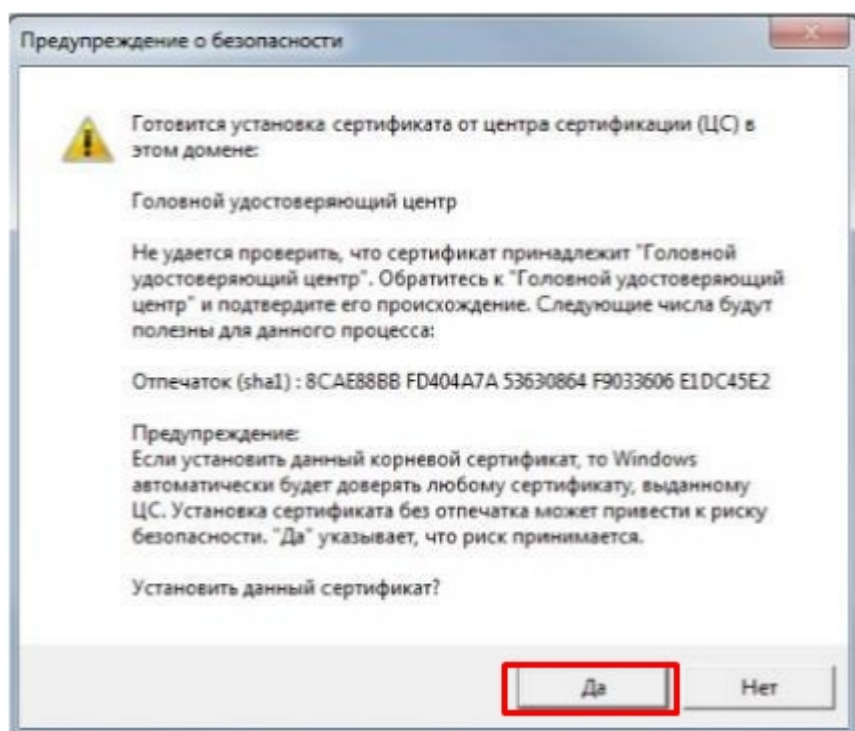 Предупреждение о безопасности
Готовится установка сертификата от центра сертификации (ЦС) в
этом домене:
Головной удостоверяющий центр
Не удается проверить, что сертификат принадлежит "Головной
удостоверяющий центр". Обратитесь к "Головной удостоверяющий
центр" и подтвердите его происхождение. Следующие числа будут
полезны для данного процесса:
Отпечаток (sha1) : 8CAE88BB FD404A7A 53630864 F9033606 E1DC45E2
Предупреждение:
Если установить данный корневой сертификат, то Windows
автоматически будет доверять любому сертификату, выданному
ЦС. Установка сертификата без отпечатка может привести к риску
безопасности. "Да" указывает, что риск принимается.
Установить данный сертификат?
Да
Нет